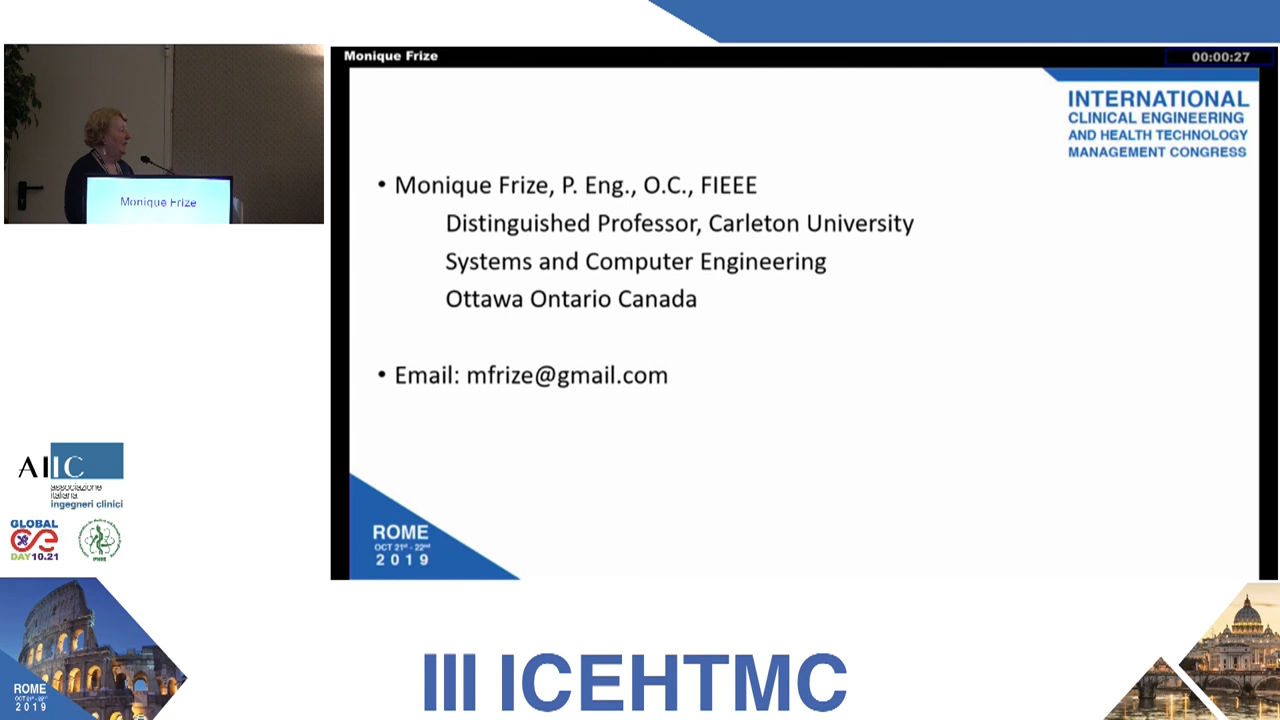 Monique Frize
00:00:27
INTERNATIONAL
CLINICAL ENGINEERING
AND HEALTH TECHNOLOGY
MANAGEMENT CONGRESS
• Monique Frize, P. Eng., O.C., FIEEE
Distinguished Professor, Carleton University
Systems and Computer Engineering
Ottawa Ontario Canada
• Email: mfrize@gmail.com
ROME
OCT 21st - 22nd
2019
Monique Frize
AIIC
associazione
italiana
ingegneri clinici
GLOBAL
CE
DAY10.21
ROME
OCT 21st - 22nd
2019
III ICEHTMC